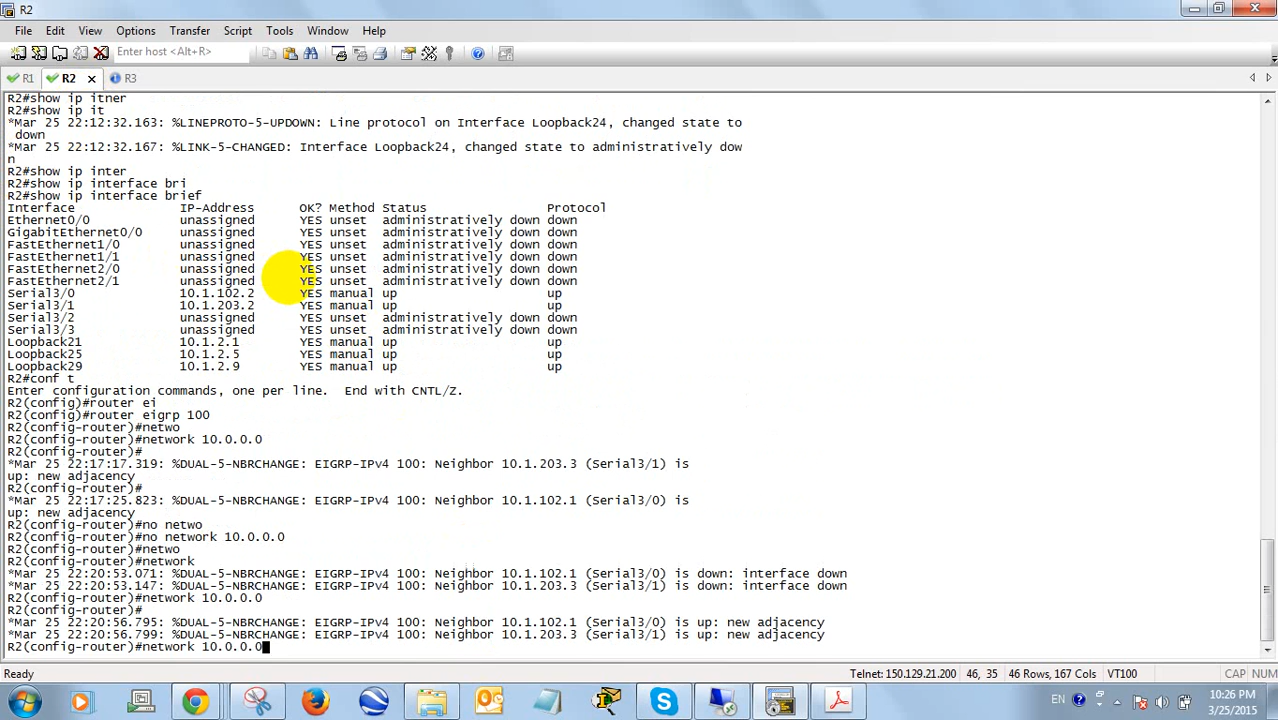 R2
File Edit View Options Transfer Script Tools Window Help
Enter host <Alt+R>
R1 R2 R3
R2#show ip itner
R2#show ip it
*Mar 25 22:12:32.163: %LINEPROTO-5-UPDOWN: Line protocol on Interface Loopback24, changed state to
down
*Mar 25 22:12:32.167: %LINK-5-CHANGED: Interface Loopback24, changed state to administratively dow
n
R2#show ip inter
R2#show ip interface bri
R2#show ip interface brief
Interface IP-Address OK? Method Status Protocol
Ethernet0/0 unassigned YES unset administratively down down
GigabitEthernet0/0 unassigned YES unset administratively down down
FastEthernet1/0 unassigned YES unset administratively down down
FastEthernet1/1 unassigned YES unset administratively down down
FastEthernet2/0 unassigned YES unset administratively down down
FastEthernet2/1 unassigned YES unset administratively down down
Serial3/0 10.1.102.2 YES manual up up
Serial3/1 10.1.203.2 YES manual up up
Serial3/2 unassigned YES unset administratively down down
Serial3/3 unassigned YES unset administratively down down
Loopback21 10.1.2.1 YES manual up up
Loopback25 10.1.2.5 YES manual up up
Loopback29 10.1.2.9 YES manual up up
R2#conf t
Enter configuration commands, one per line. End with CNTL/Z.
R2(config)#router ei
R2(config)#router eigrp 100
R2(config-router)#netwo
R2(config-router)#network 10.0.0.0
R2(config-router)#
*Mar 25 22:17:17.319: %DUAL-5-NBRCHANGE: EIGRP-IPv4 100: Neighbor 10.1.203.3 (Serial3/1) is
up: new adjacency
R2(config-router)#
*Mar 25 22:17:25.823: %DUAL-5-NBRCHANGE: EIGRP-IPv4 100: Neighbor 10.1.102.1 (Serial3/0) is
up: new adjacency
R2(config-router)#no netwo
R2(config-router)#no network 10.0.0.0
R2(config-router)#netwo
R2(config-router)#network
*Mar 25 22:20:53.071: %DUAL-5-NBRCHANGE: EIGRP-IPv4 100: Neighbor 10.1.102.1 (Serial3/0) is down: interface down
*Mar 25 22:20:53.147: %DUAL-5-NBRCHANGE: EIGRP-IPv4 100: Neighbor 10.1.203.3 (Serial3/1) is down: interface down
R2(config-router)#network 10.0.0.0
R2(config-router)#
*Mar 25 22:20:56.795: %DUAL-5-NBRCHANGE: EIGRP-IPv4 100: Neighbor 10.1.102.1 (Serial3/0) is up: new adjacency
*Mar 25 22:20:56.799: %DUAL-5-NBRCHANGE: EIGRP-IPv4 100: Neighbor 10.1.203.3 (Serial3/1) is up: new adjacency
R2(config-router)#network 10.0.0.0
Ready Telnet: 150.129.21.200 46, 35 46 Rows, 167 Cols VT100 CAP NUM
EN 10:26 PM
3/25/2015